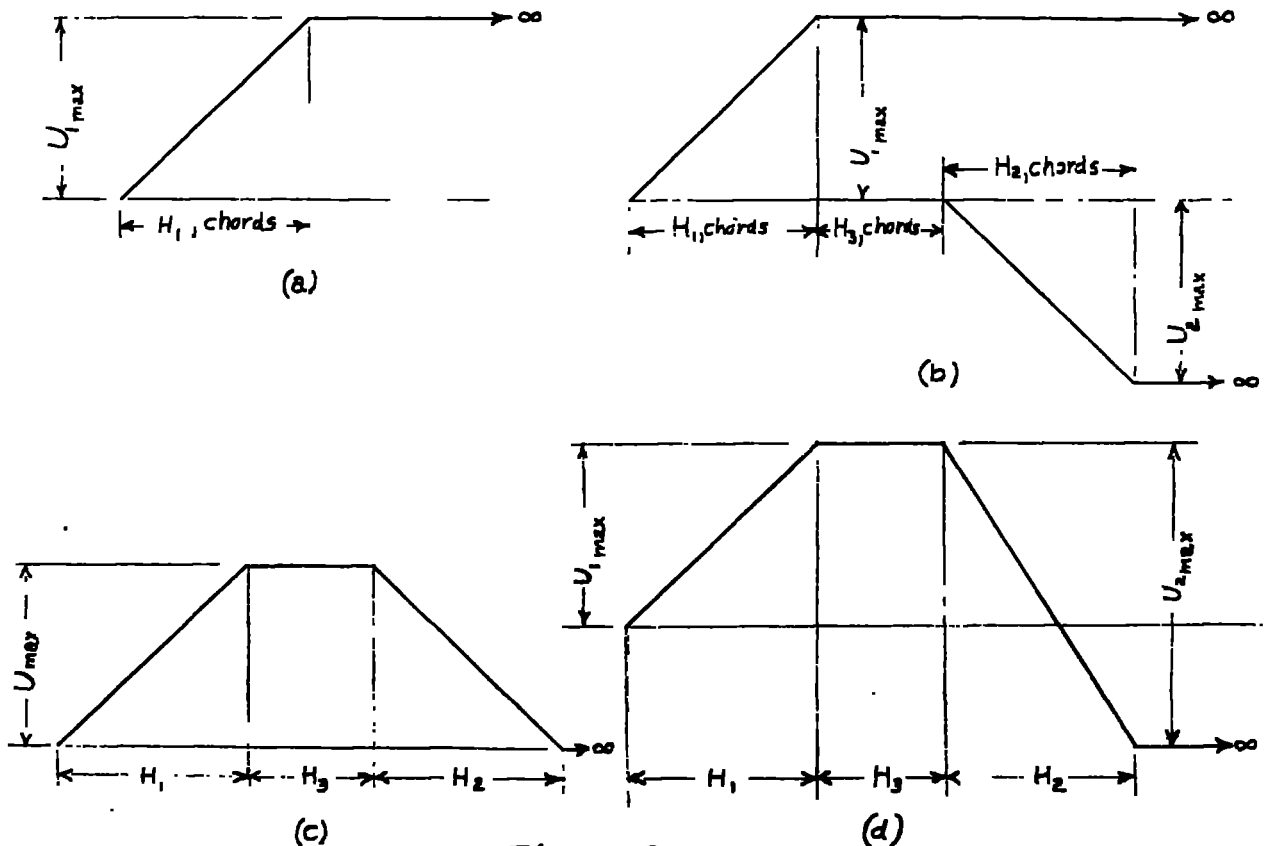 ∞
U₁ max
H₁, chords
(a)
∞
U₁ max
H₂, chords
H₁, chords
H₃, chords
U₂ max
(b)
∞
U max
∞
H₁
H₃
H₂
(c)
U₁ max
U₂ max
∞
H₁
H₃
H₂
(d)